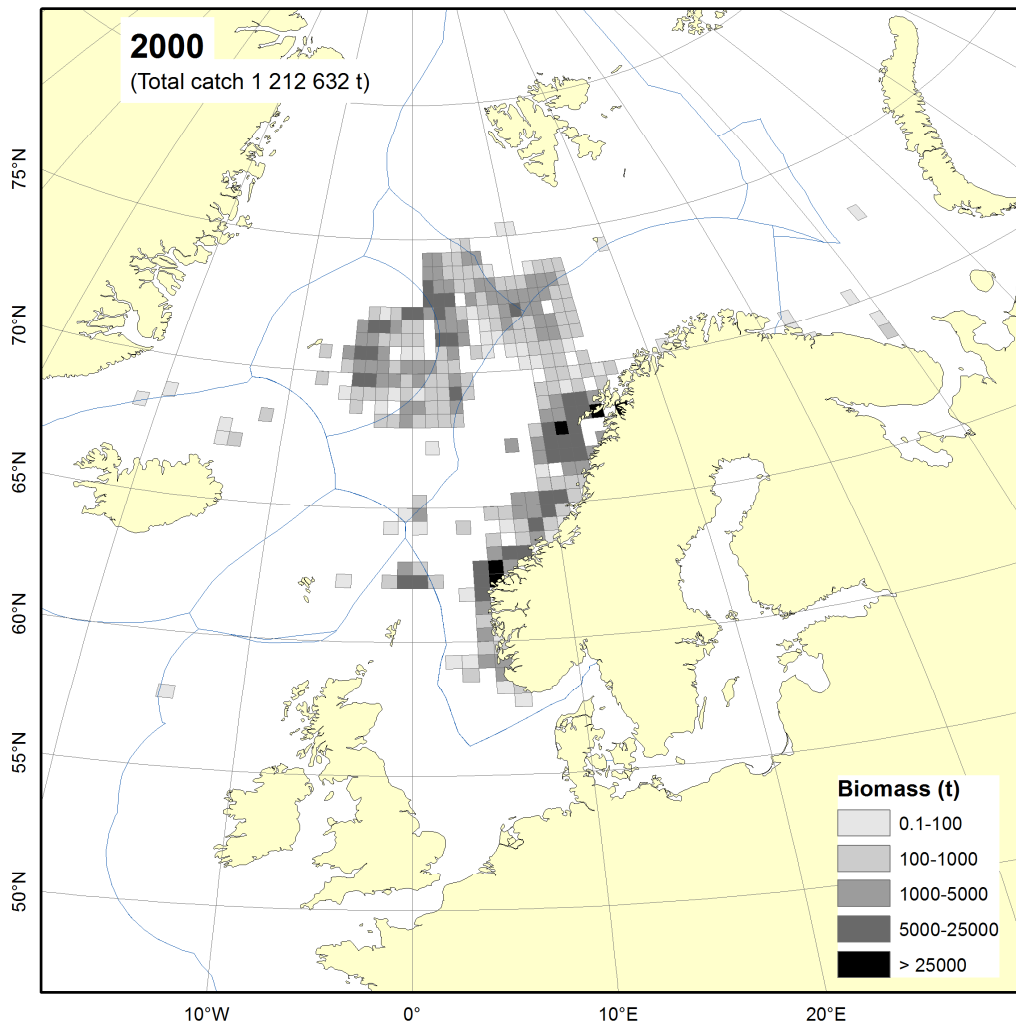 2000
(Total catch 1 212 632 t)
75°N
70°N
65°N
60°N
55°N
50°N
Biomass (t)
0.1-100
100-1000
1000-5000
5000-25000
> 25000
10°W
0°
10°E
20°E